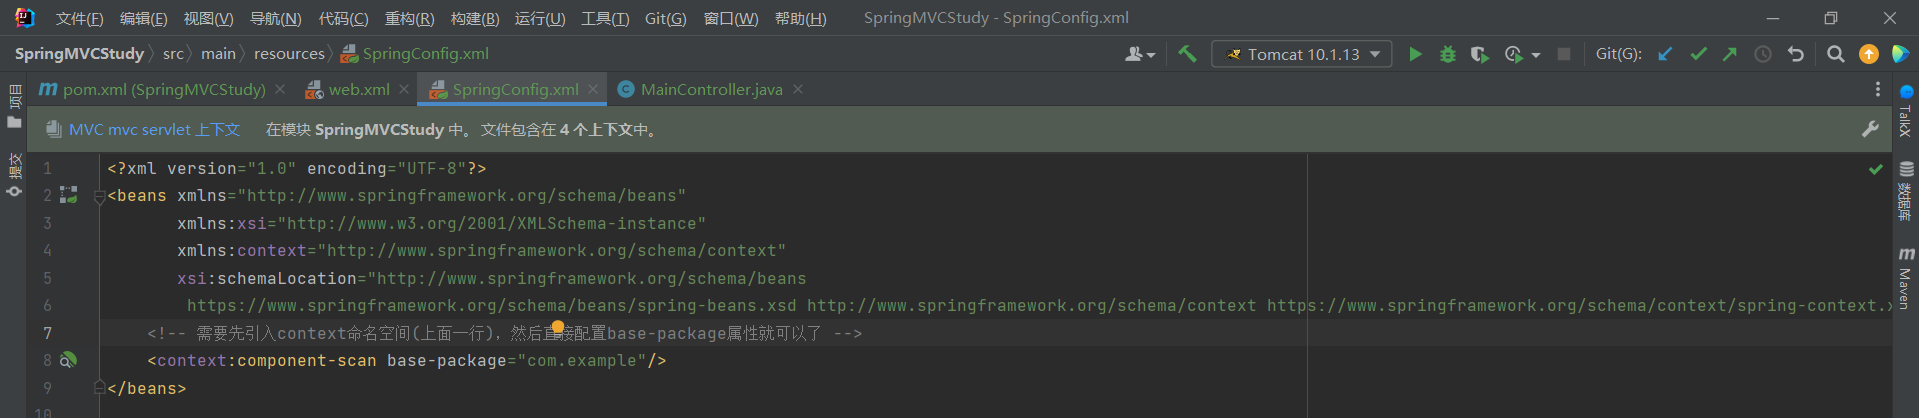 文件(F) 编辑(E) 视图(V) 导航(N) 代码(C) 重构(R) 构建(B) 运行(U) 工具(T) Git(G) 窗口(W) 帮助(H) SpringMVCStudy - SpringConfig.xml
SpringMVCStudy 〉 src 〉 main 〉 resources 〉 SpringConfig.xml Tomcat 10.1.13 Git(G):
pom.xml (SpringMVCStudy) web.xml SpringConfig.xml MainController.java
MVC mvc servlet 上下文 在模块 SpringMVCStudy 中。 文件包含在 4 个上下文中。
1 <?xml version="1.0" encoding="UTF-8"?>
2 <beans xmlns="http://www.springframework.org/schema/beans"
3 xmlns:xsi="http://www.w3.org/2001/XMLSchema-instance"
4 xmlns:context="http://www.springframework.org/schema/context"
5 xsi:schemaLocation="http://www.springframework.org/schema/beans
6 https://www.springframework.org/schema/beans/spring-beans.xsd http://www.springframework.org/schema/context https://www.springframework.org/schema/context/spring-context.x
7 <!-- 需要先引入context命名空间(上面一行)，然后直接配置base-package属性就可以了 -->
8 <context:component-scan base-package="com.example"/>
9 </beans>
10
项目
提交
TalkX
数据库
Maven